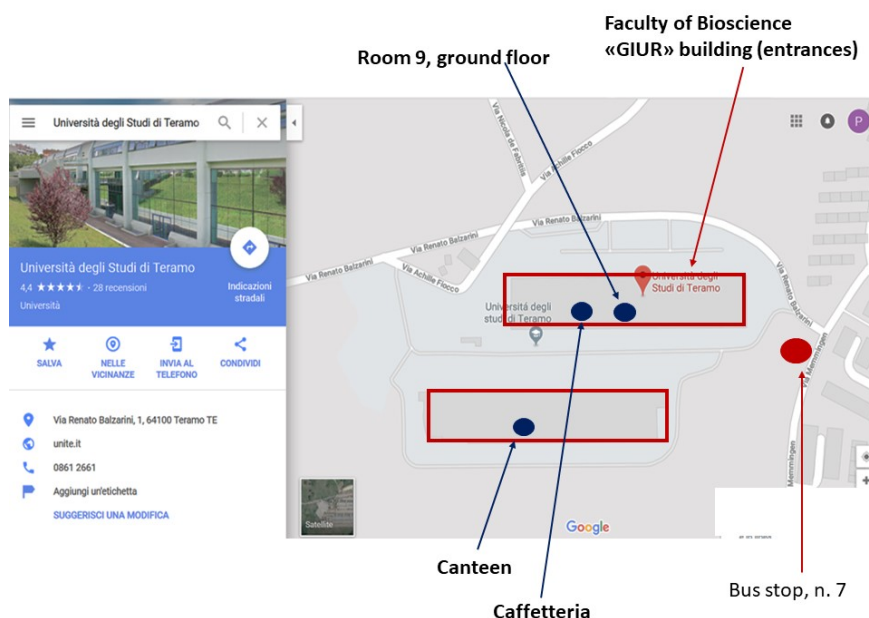 Faculty of Bioscience
«GIUR» building (entrances)
Room 9, ground floor
Università degli Studi di Teramo
Università degli Studi di Teramo
4,4
- 28 recensioni
Università
Indicazioni
stradali
SALVA
NELLE
VICINANZE
INVIA AL
TELEFONO
CONDIVIDI
Via Renato Balzarini, 1, 64100 Teramo TE
unite.it
0861 2661
Aggiungi un'etichetta
SUGGERISCI UNA MODIFICA
Via Nicola de Fabritiis
Via Achille Fiocco
P
Via Renato Balzarini
Via Renato Balzarini
Via Renato Balzarini
Via Achille Fiocco
Via Renato Balzarini
Università degli
Studi di Teramo
Università degli
studi di Teramo
Via Memmingen
Memmingen
Satellite
Google
Canteen
Bus stop, n. 7
Caffetteria